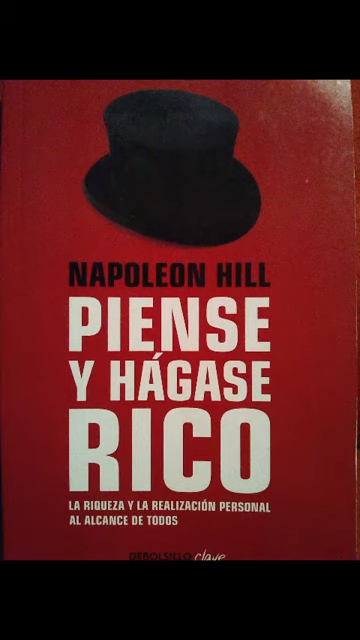 NAPOLEON HILL
PIENSE
Y HÁGASE
RICO
LA RIQUEZA Y LA REALIZACIÓN PERSONAL
AL ALCANCE DE TODOS
DEBOLSILLO clave